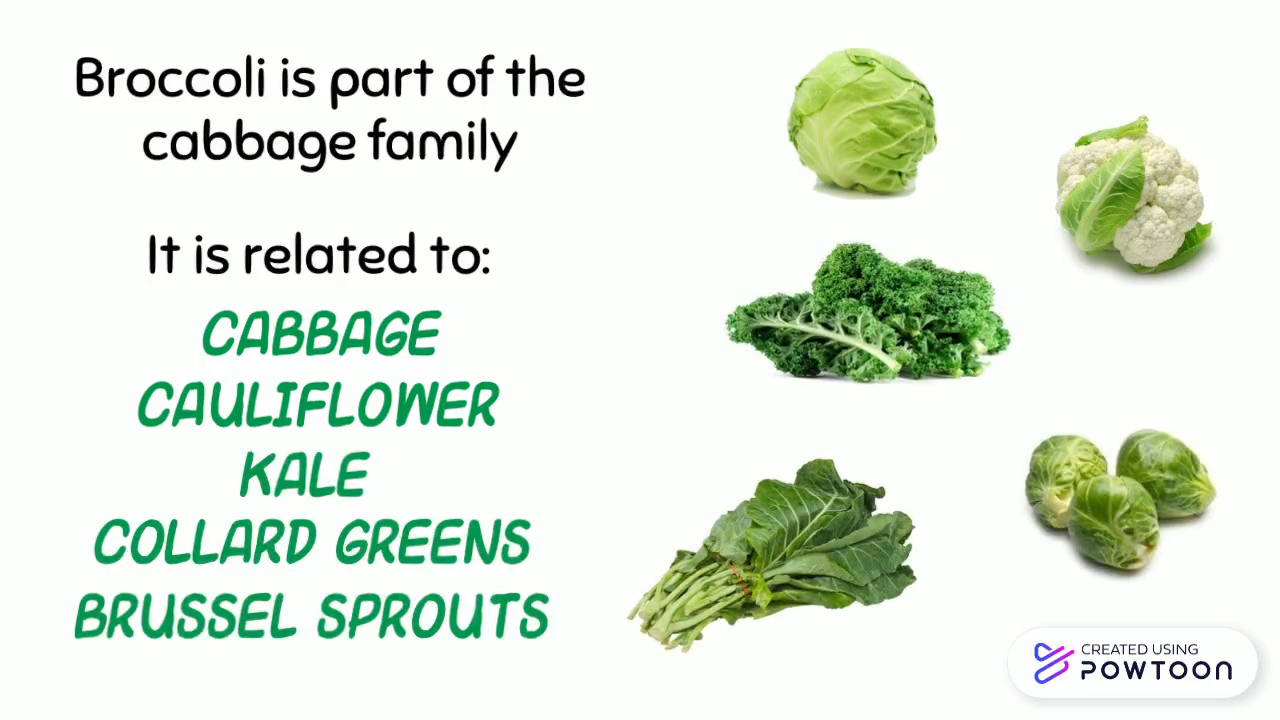 Broccoli is part of the
cabbage family
It is related to:
CABBAGE
CAULIFLOWER
KALE
COLLARD GREENS
BRUSSEL SPROUTS
CREATED USING
POWTOON